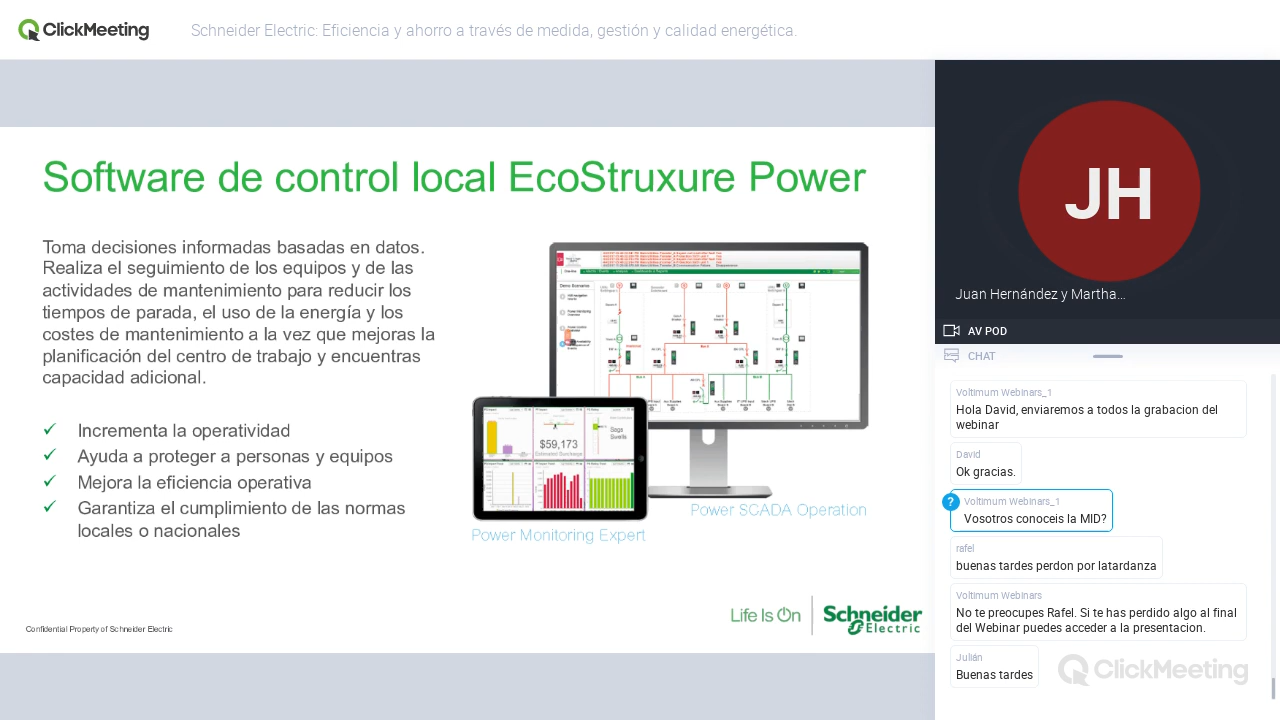 ClickMeeting
Schneider Electric: Eficiencia y ahorro a través de medida, gestión y calidad energética.
Software de control local EcoStruxure Power
Toma decisiones informadas basadas en datos.
Realiza el seguimiento de los equipos y de las
actividades de mantenimiento para reducir los
tiempos de parada, el uso de la energía y los
costes de mantenimiento a la vez que mejoras la
planificación del centro de trabajo y encuentras
capacidad adicional.
Incrementa la operatividad
Ayuda a proteger a personas y equipos
Mejora la eficiencia operativa
Garantiza el cumplimiento de las normas
locales o nacionales
$59,173
Estimated Surcharge
Sags
Swells
Power SCADA Operation
Power Monitoring Expert
Life Is On
Schneider
Electric
Confidential Property of Schneider Electric
JH
Juan Hernández y Martha...
AV POD
CHAT
Voltimum Webinars_1
Hola David, enviaremos a todos la grabacion del
webinar
David
Ok gracias.
?
Voltimum Webinars_1
Vosotros conoceis la MID?
rafel
buenas tardes perdon por latardanza
Voltimum Webinars
No te preocupes Rafel. Si te has perdido algo al final
del Webinar puedes acceder a la presentacion.
Julián
Buenas tardes
ClickMeeting